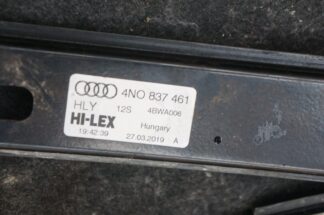 4N0 837 461
HLY 12S 4BWA006
HI-LEX Hungary
19:42:39 27.03.2019 A